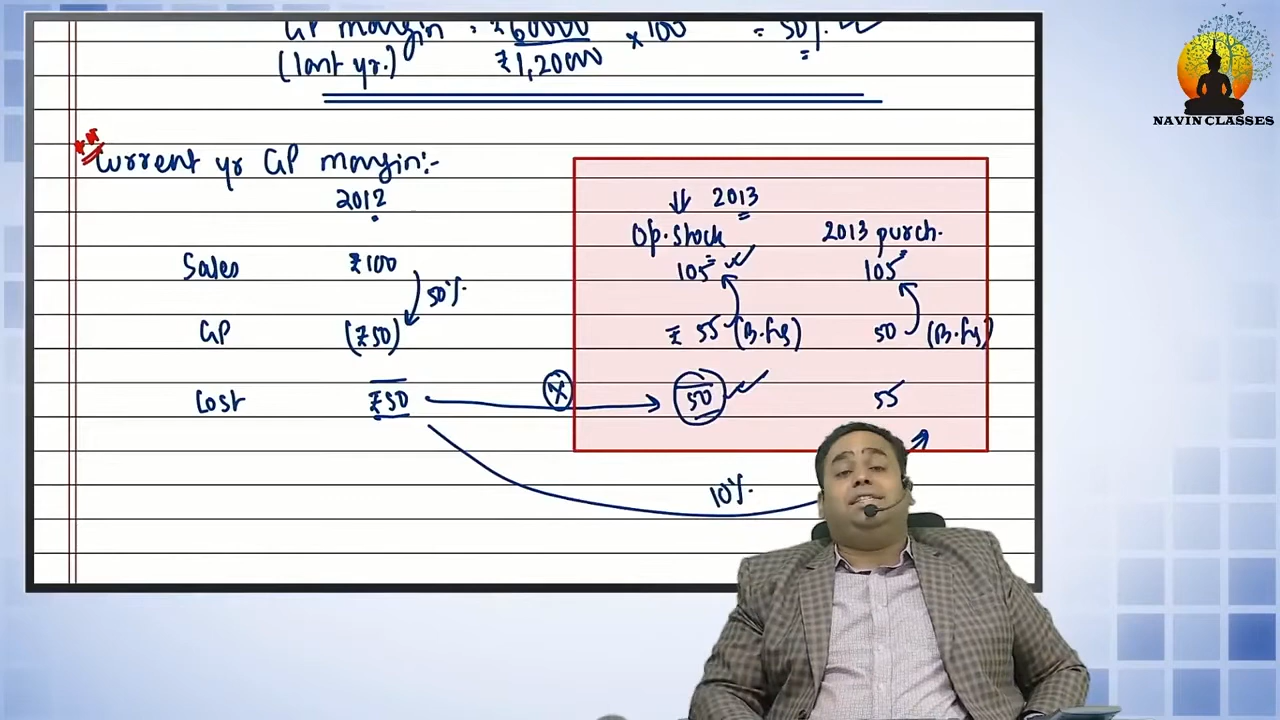 GP margin = ₹60000 × 100 = 50%
(last yr.) ₹1,20000
Current yr GP margin:-
2012
2013
Op. stock 2013 purch.
Sales ₹100 105 105
50%
GP (₹50) ₹ 55 (B.fig) 50 (B.fig)
Cost ₹50 50 55
10%
NAVIN CLASSES